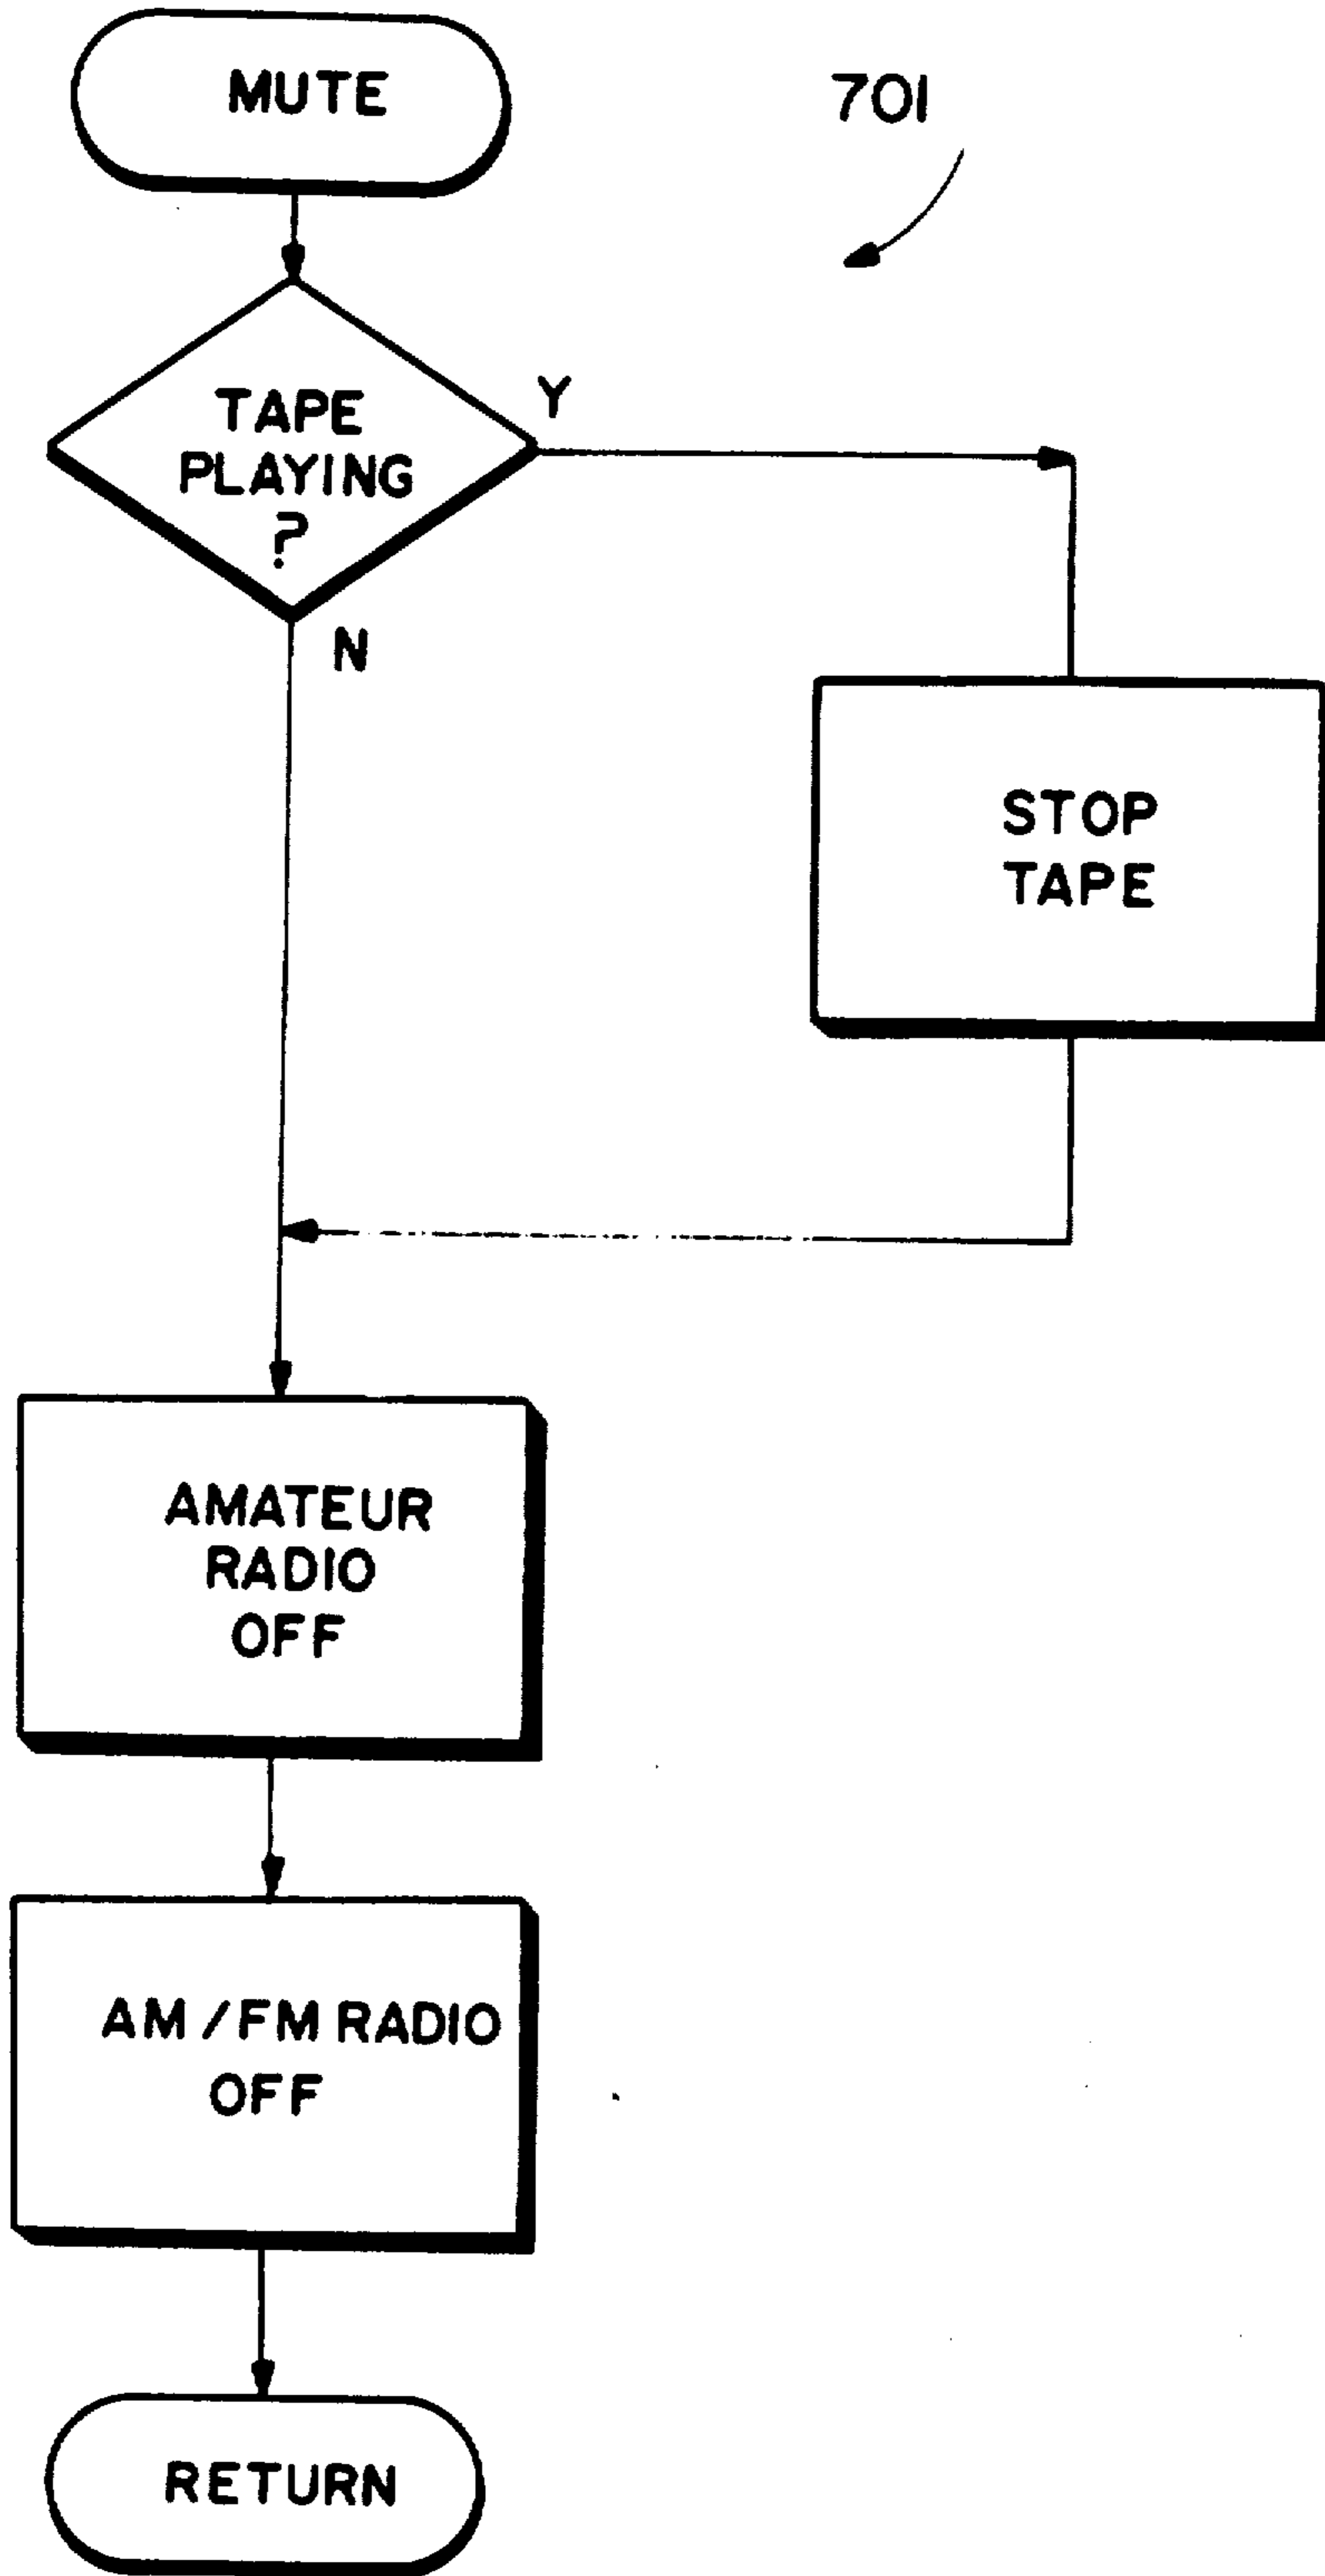 MUTE
701
TAPE
PLAYING
?
Y
N
STOP
TAPE
AMATEUR
RADIO
OFF
AM/FM RADIO
OFF
RETURN